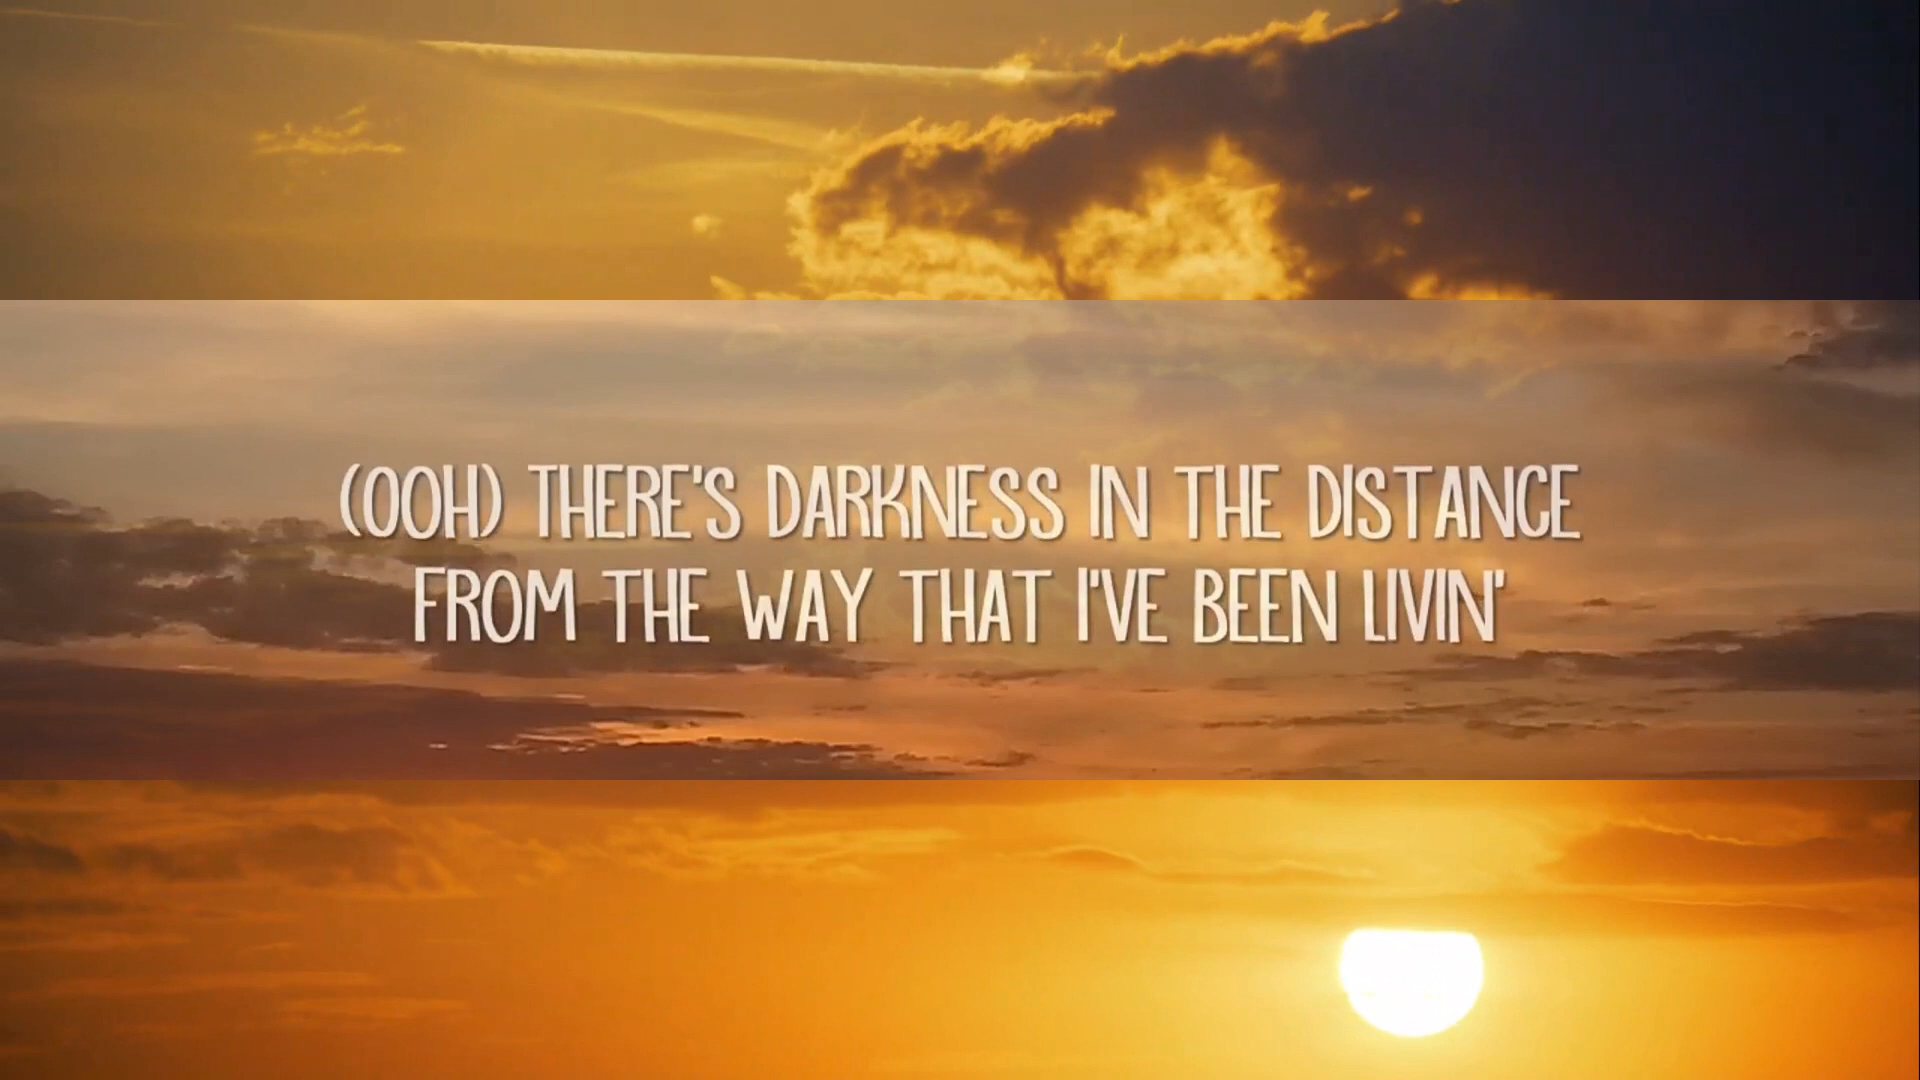 (OOH) THERE'S DARKNESS IN THE DISTANCE
FROM THE WAY THAT I'VE BEEN LIVIN'